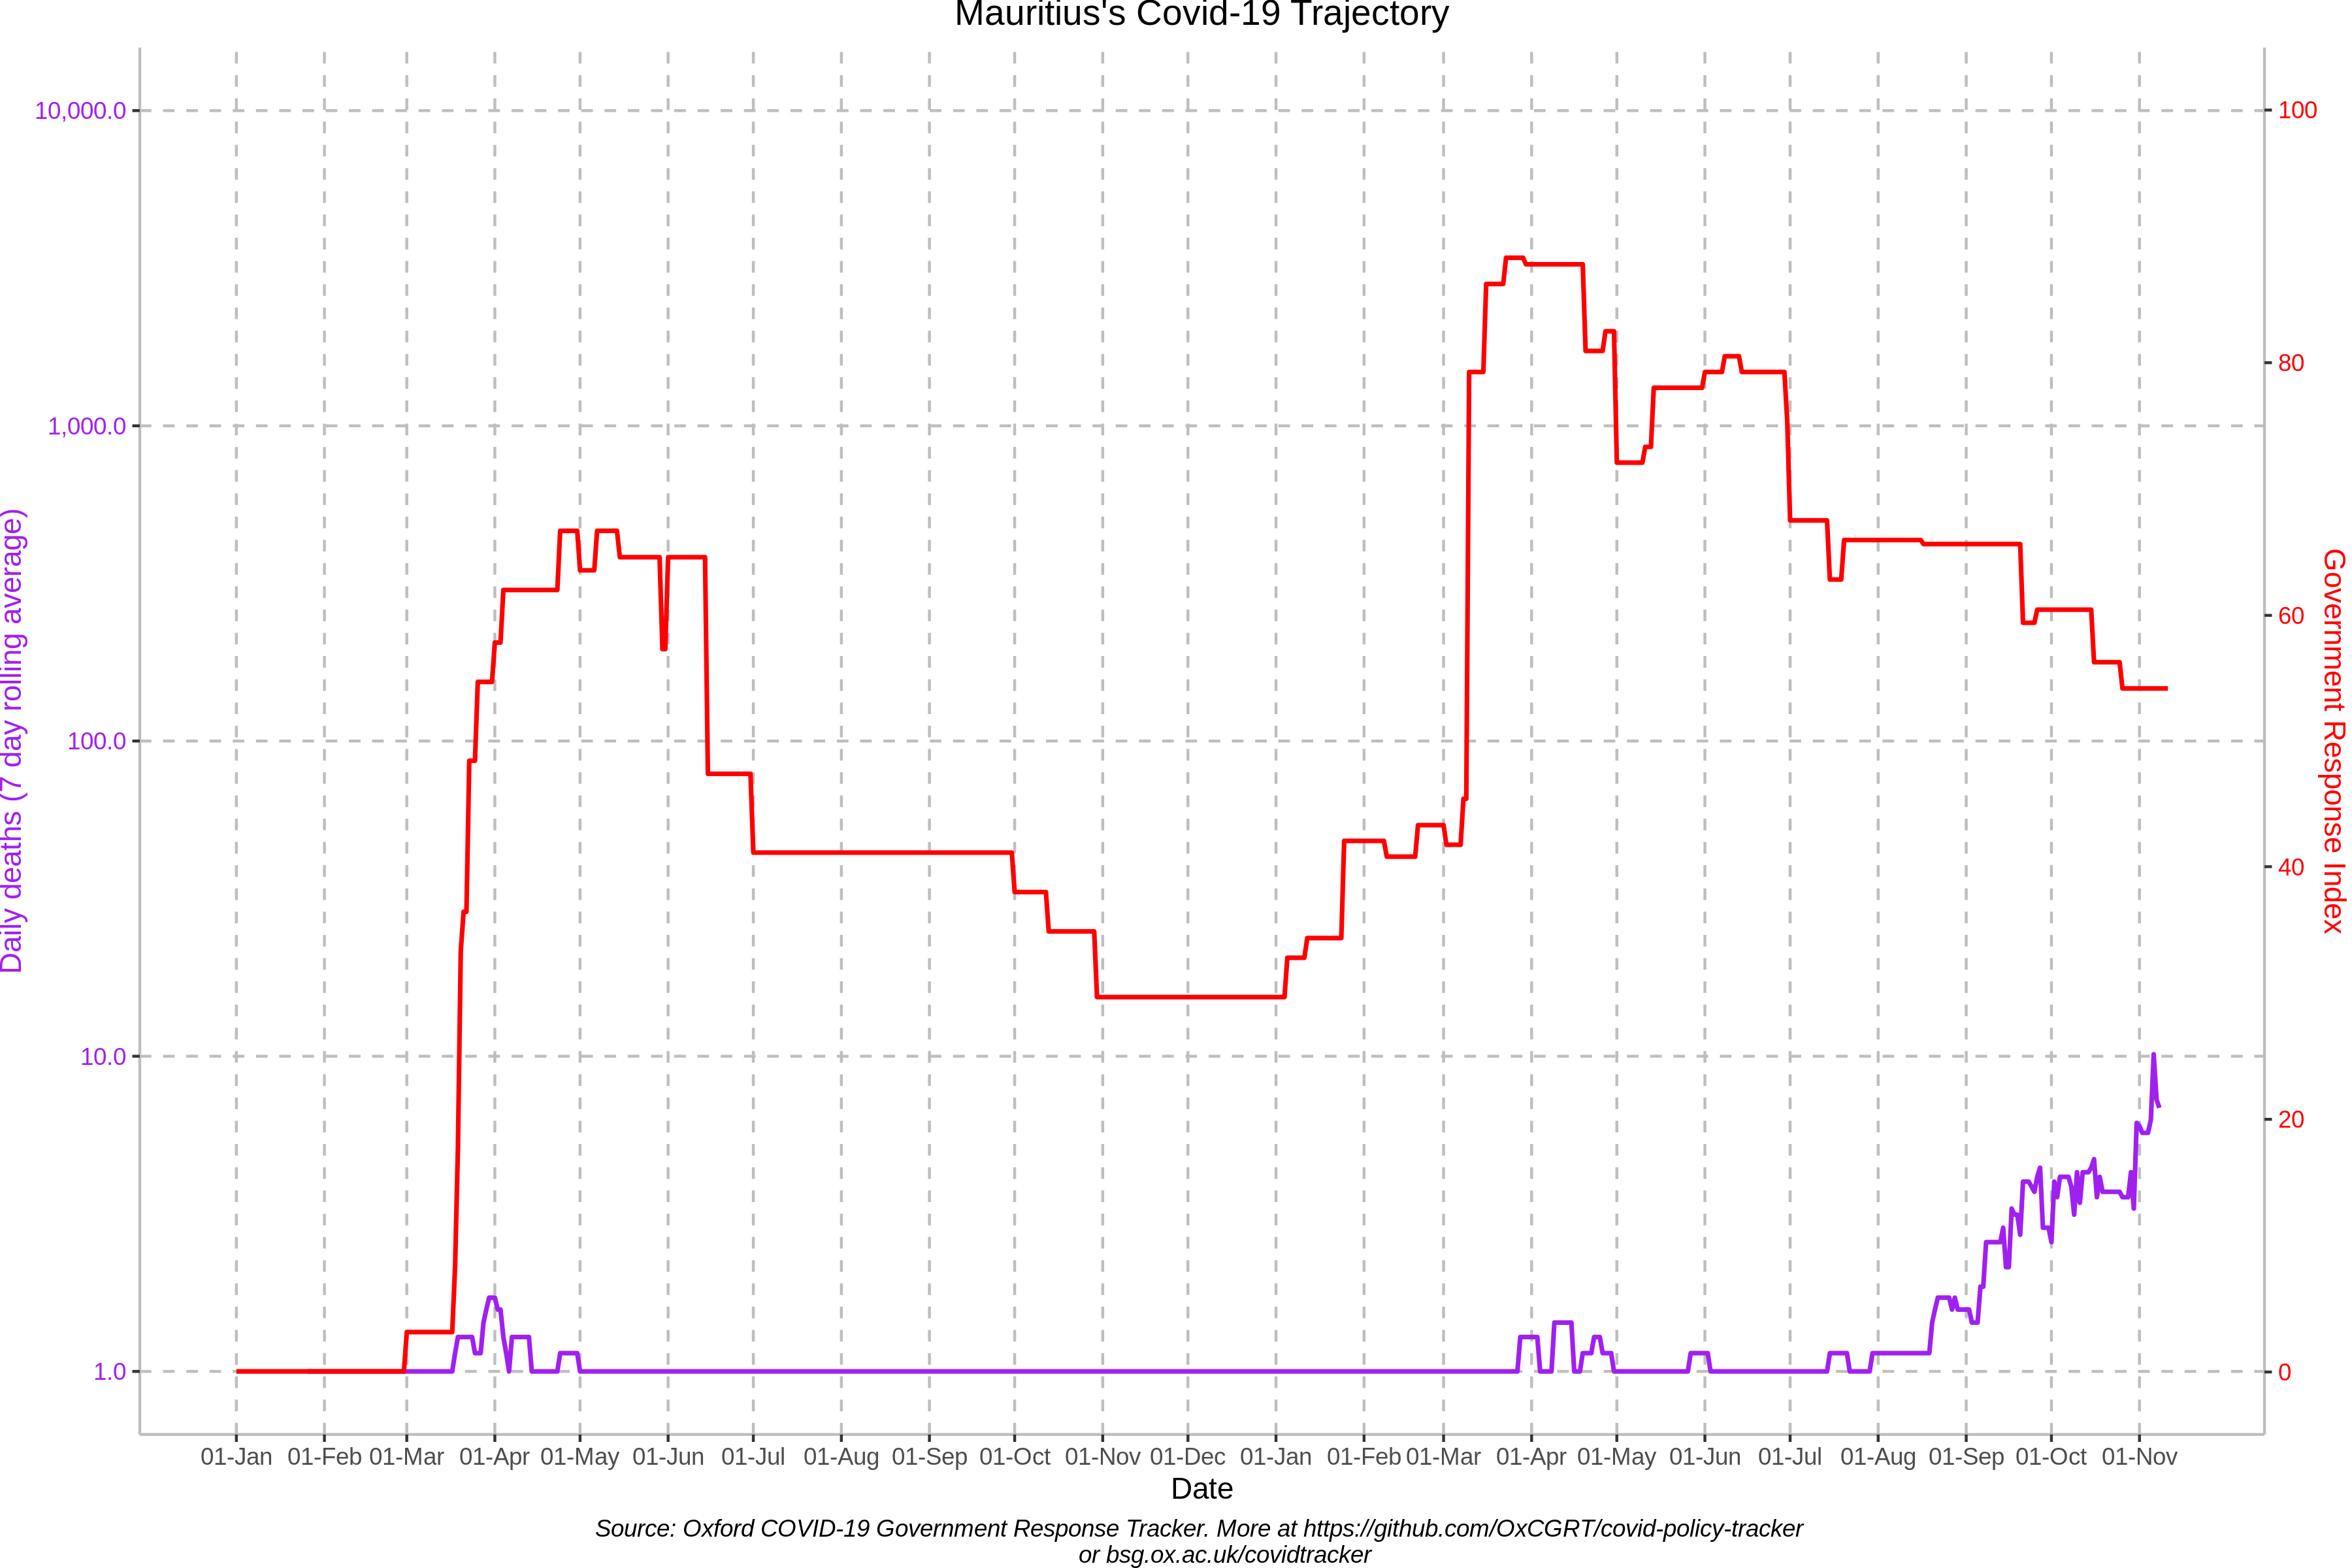 Mauritius's Covid-19 Trajectory
10,000.0
1,000.0
100.0
10.0
1.0
Daily deaths (7 day rolling average)
100
80
60
40
20
0
Government Response Index
01-Jan 01-Feb 01-Mar 01-Apr 01-May 01-Jun 01-Jul 01-Aug 01-Sep 01-Oct 01-Nov 01-Dec 01-Jan 01-Feb 01-Mar 01-Apr 01-May 01-Jun 01-Jul 01-Aug 01-Sep 01-Oct 01-Nov
Date
Source: Oxford COVID-19 Government Response Tracker. More at https://github.com/OxCGRT/covid-policy-tracker
or bsg.ox.ac.uk/covidtracker